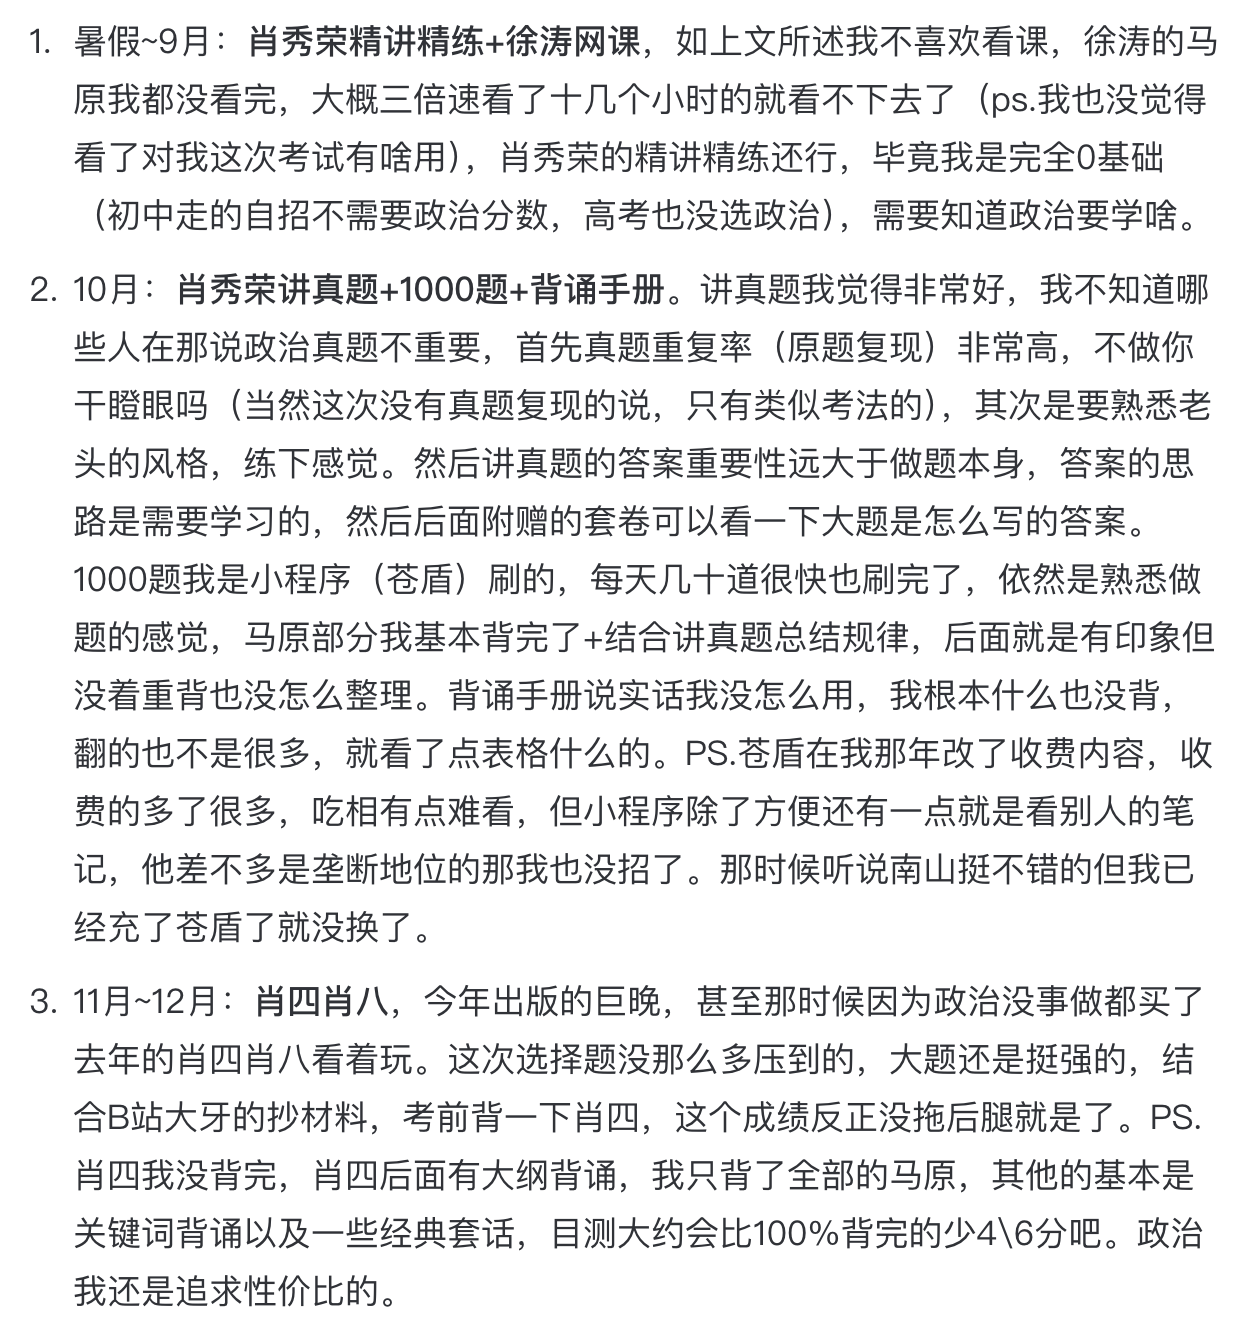 1. 暑假~9月：肖秀荣精讲精练+徐涛网课，如上文所述我不喜欢看课，徐涛的马
原我都没看完，大概三倍速看了十几个小时的就看不下去了（ps.我也没觉得
看了对我这次考试有啥用），肖秀荣的精讲精练还行，毕竟我是完全0基础
（初中走的自招不需要政治分数，高考也没选政治），需要知道政治要学啥。
2. 10月：肖秀荣讲真题+1000题+背诵手册。讲真题我觉得非常好，我不知道哪
些人在那说政治真题不重要，首先真题重复率（原题复现）非常高，不做你
干瞪眼吗（当然这次没有真题复现的说，只有类似考法的），其次是要熟悉老
头的风格，练下感觉。然后讲真题的答案重要性远大于做题本身，答案的思
路是需要学习的，然后后面附赠的套卷可以看一下大题是怎么写的答案。
1000题我是小程序（苍盾）刷的，每天几十道很快也刷完了，依然是熟悉做
题的感觉，马原部分我基本背完了+结合讲真题总结规律，后面就是有印象但
没着重背也没怎么整理。背诵手册说实话我没怎么用，我根本什么也没背，
翻的也不是很多，就看了点表格什么的。PS.苍盾在我那年改了收费内容，收
费的多了很多，吃相有点难看，但小程序除了方便还有一点就是看别人的笔
记，他差不多是垄断地位的那我也没招了。那时候听说南山挺不错的但我已
经充了苍盾了就没换了。
3. 11月~12月：肖四肖八，今年出版的巨晚，甚至那时候因为政治没事做都买了
去年的肖四肖八看着玩。这次选择题没那么多压到的，大题还是挺强的，结
合B站大牙的抄材料，考前背一下肖四，这个成绩反正没拖后腿就是了。PS.
肖四我没背完，肖四后面有大纲背诵，我只背了全部的马原，其他的基本是
关键词背诵以及一些经典套话，目测大约会比100%背完的少4\6分吧。政治
我还是追求性价比的。